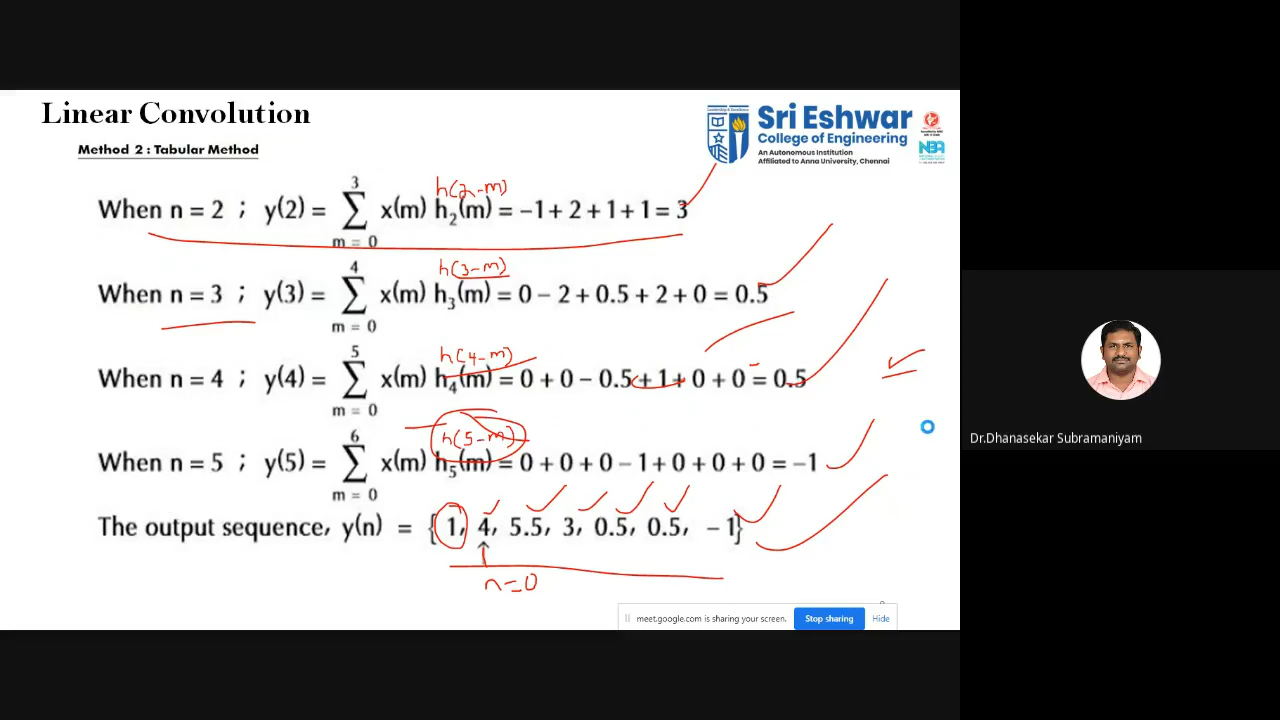 Linear Convolution
Method 2 : Tabular Method
Sri Eshwar
College of Engineering
An Autonomous Institution
Affiliated to Anna University, Chennai
NBA
3
h(2-m)
When n = 2 ; y(2) = ∑ x(m) h₂(m) = −1 + 2 + 1 + 1 = 3
m = 0
4
h(3-m)
When n = 3 ; y(3) = ∑ x(m) h₃(m) = 0 − 2 + 0.5 + 2 + 0 = 0.5
m = 0
5
h(4-m)
When n = 4 ; y(4) = ∑ x(m) h₄(m) = 0 + 0 − 0.5 + 1 + 0 + 0 = 0.5
m = 0
6
h(5-m)
When n = 5 ; y(5) = ∑ x(m) h₅(m) = 0 + 0 + 0 − 1 + 0 + 0 + 0 = −1
m = 0
The output sequence, y(n) = { 1, 4, 5.5, 3, 0.5, 0.5, − 1}
↑
n=0
meet.google.com is sharing your screen.
Stop sharing
Hide
Dr.Dhanasekar Subramaniyam